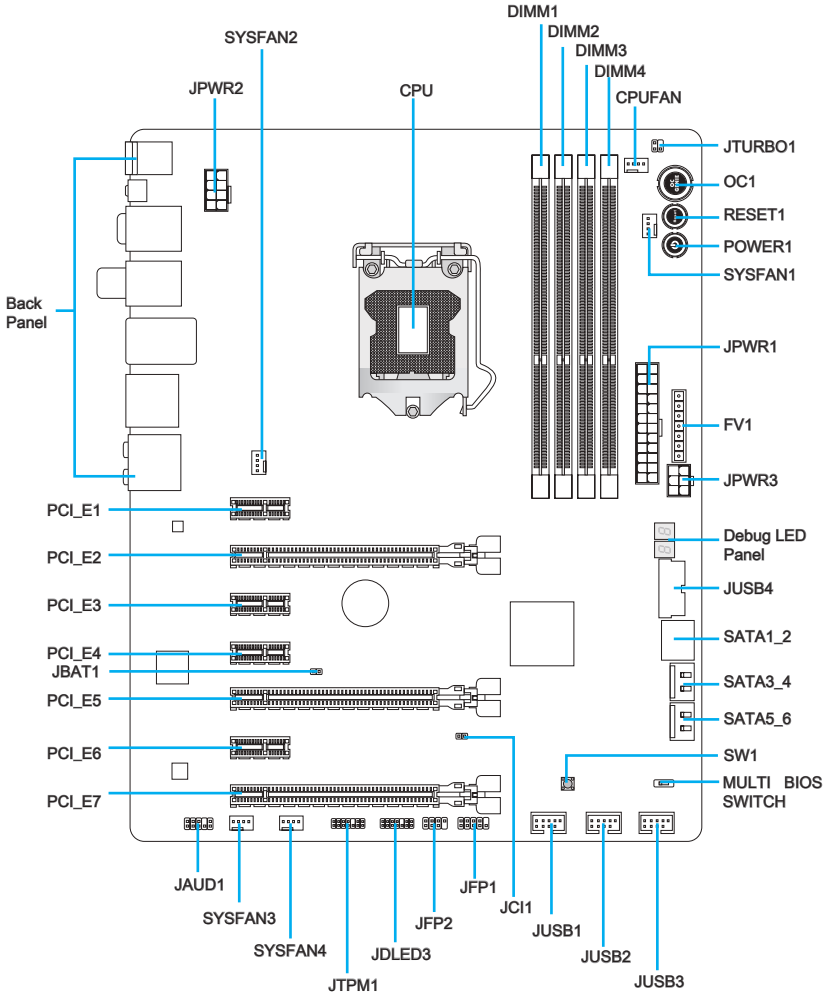 DIMM1
DIMM2
SYSFAN2
DIMM3
DIMM4
JPWR2
CPU
CPUFAN
JTURBO1
OC1
OC
GENIE
RESET1
POWER1
SYSFAN1
Back
Panel
JPWR1
FV1
JPWR3
PCI_E1
Debug LED
Panel
PCI_E2
JUSB4
PCI_E3
SATA1_2
PCI_E4
JBAT1
SATA3_4
PCI_E5
SATA5_6
PCI_E6
SW1
MULTI BIOS
SWITCH
PCI_E7
JAUD1
JFP1
JCI1
SYSFAN3
JFP2
JUSB1
SYSFAN4
JDLED3
JUSB2
JTPM1
JUSB3